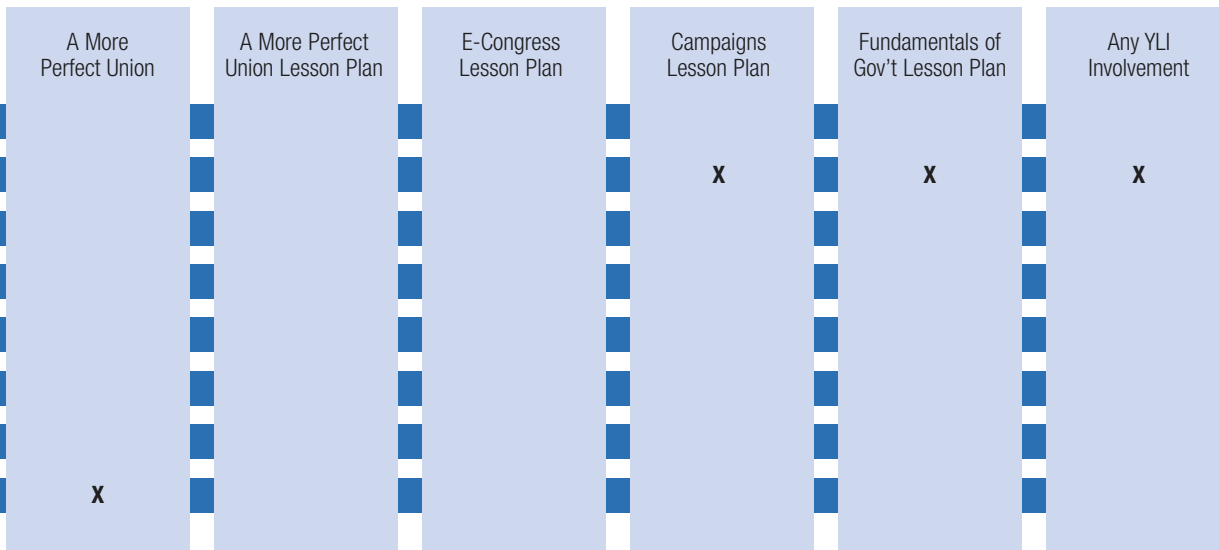 A More
Perfect Union
A More Perfect
Union Lesson Plan
E-Congress
Lesson Plan
Campaigns
Lesson Plan
Fundamentals of
Gov't Lesson Plan
Any YLI
Involvement
X X X
X